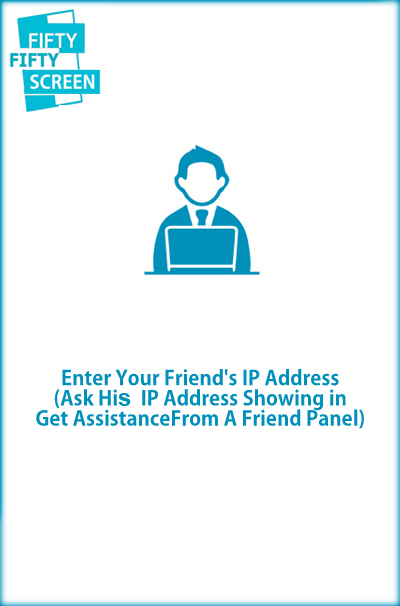 FIFTY
FIFTY
SCREEN
Enter Your Friend's IP Address
(Ask His IP Address Showing in
Get AssistanceFrom A Friend Panel)